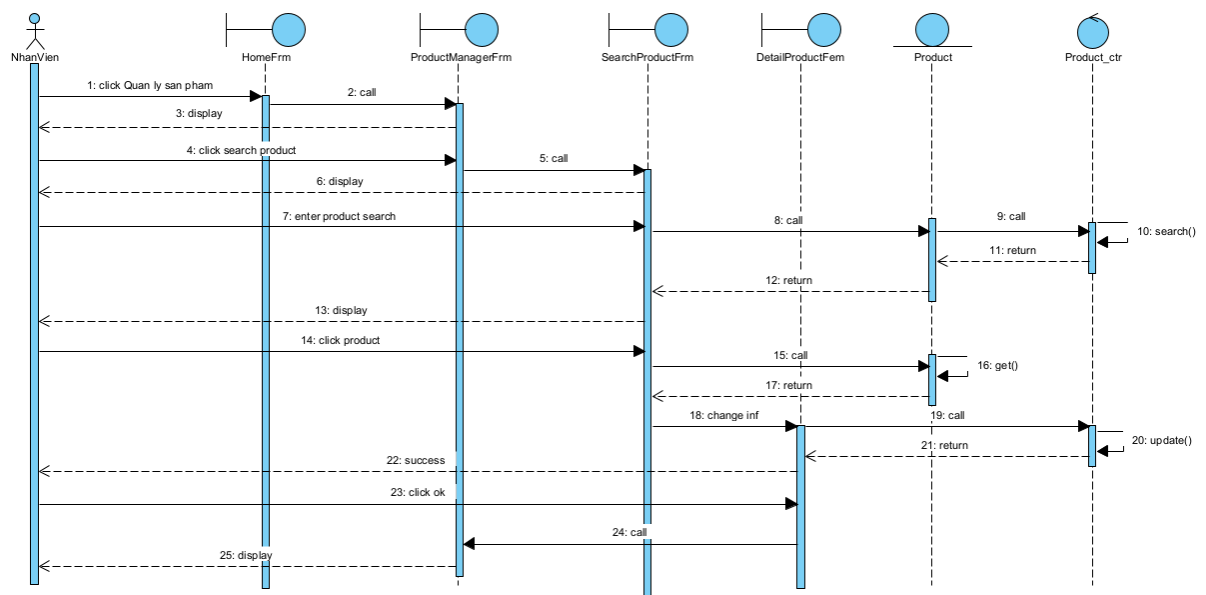 NhanVien
HomeFrm
ProductManagerFrm
SearchProductFrm
DetailProductFem
Product
Product_ctr
1: click Quan ly san pham
2: call
3: display
4: click search product
5: call
6: display
7: enter product search
8: call
9: call
10: search()
11: return
12: return
13: display
14: click product
15: call
16: get()
17: return
18: change inf
19: call
20: update()
21: return
22: success
23: click ok
24: call
25: display